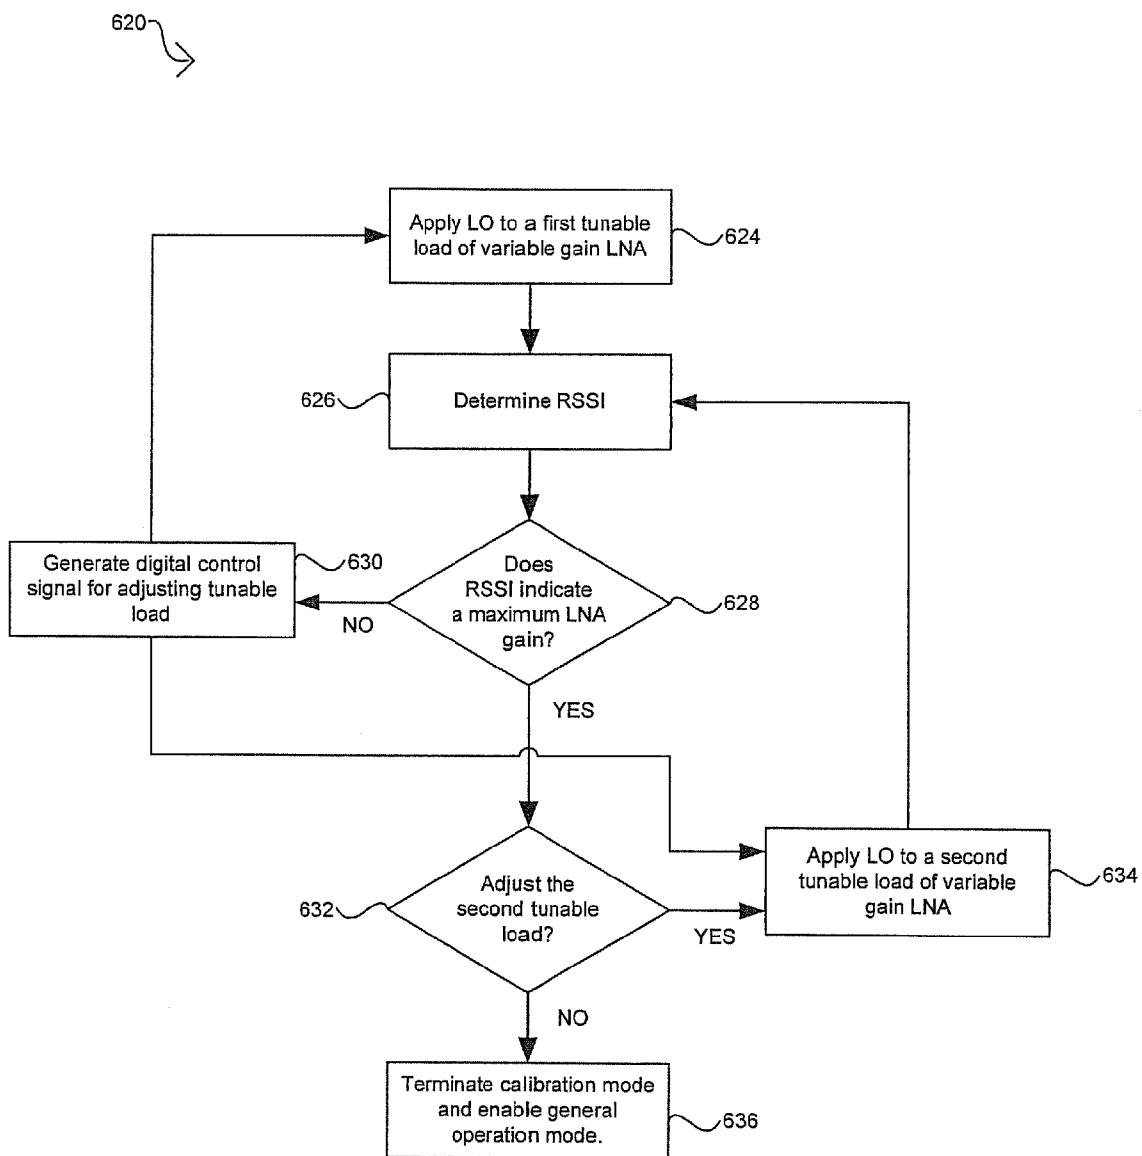 620
Apply LO to a first tunable
load of variable gain LNA
624
Determine RSSI
626
Generate digital control
signal for adjusting tunable
load
630
Does
RSSI indicate
a maximum LNA
gain?
628
NO
YES
Adjust the
second tunable
load?
632
YES
Apply LO to a second
tunable load of variable
gain LNA
634
NO
Terminate calibration mode
and enable general
operation mode.
636